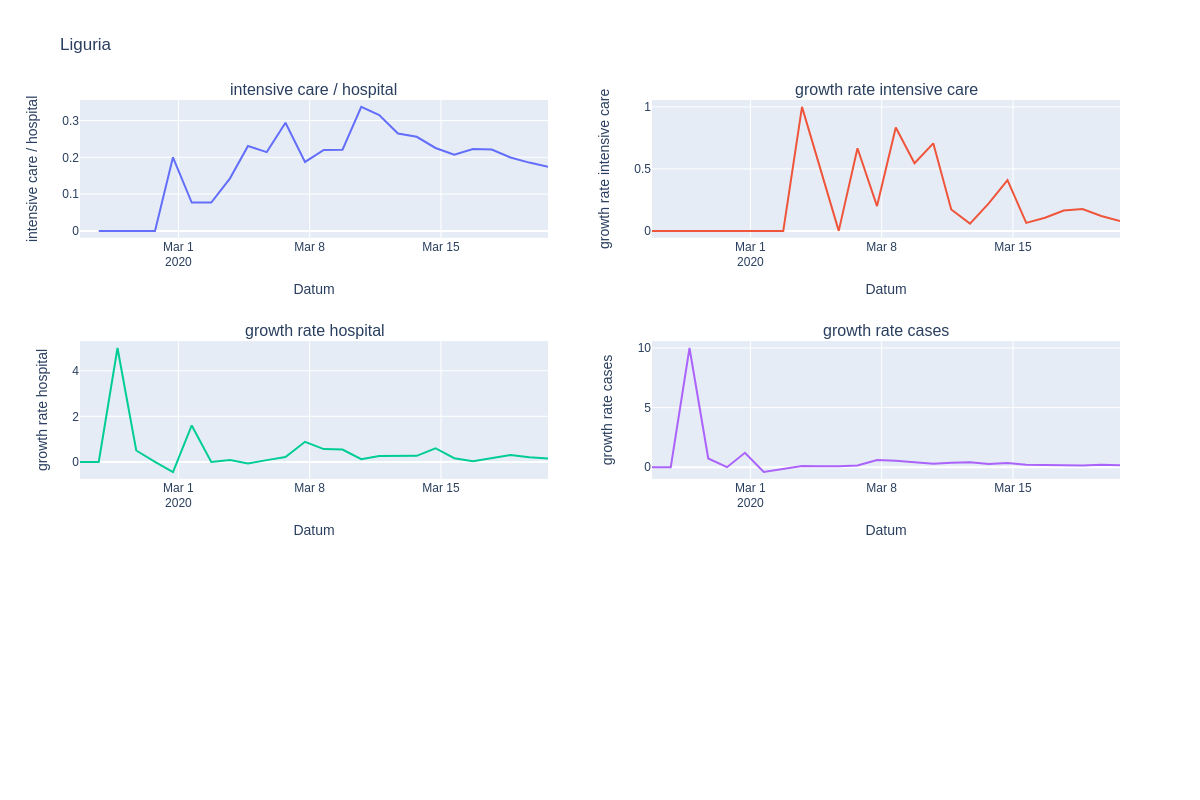 Liguria
intensive care / hospital
intensive care / hospital
0.3
0.2
0.1
0
Mar 1
2020
Mar 8
Mar 15
Datum
growth rate intensive care
growth rate intensive care
1
0.5
0
Mar 1
2020
Mar 8
Mar 15
Datum
growth rate hospital
growth rate hospital
4
2
0
Mar 1
2020
Mar 8
Mar 15
Datum
growth rate cases
growth rate cases
10
5
0
Mar 1
2020
Mar 8
Mar 15
Datum